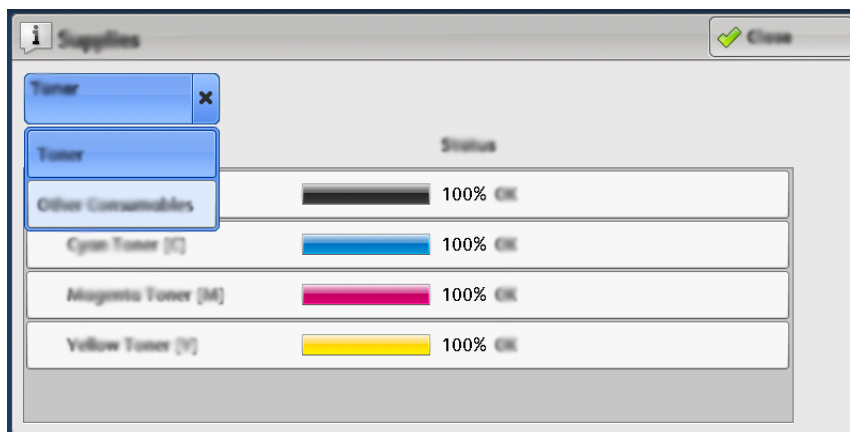 Supplies
Close
Toner
Toner
Status
Other Consumables
100% OK
Cyan Toner [C]
100% OK
Magenta Toner [M]
100% OK
Yellow Toner [Y]
100% OK